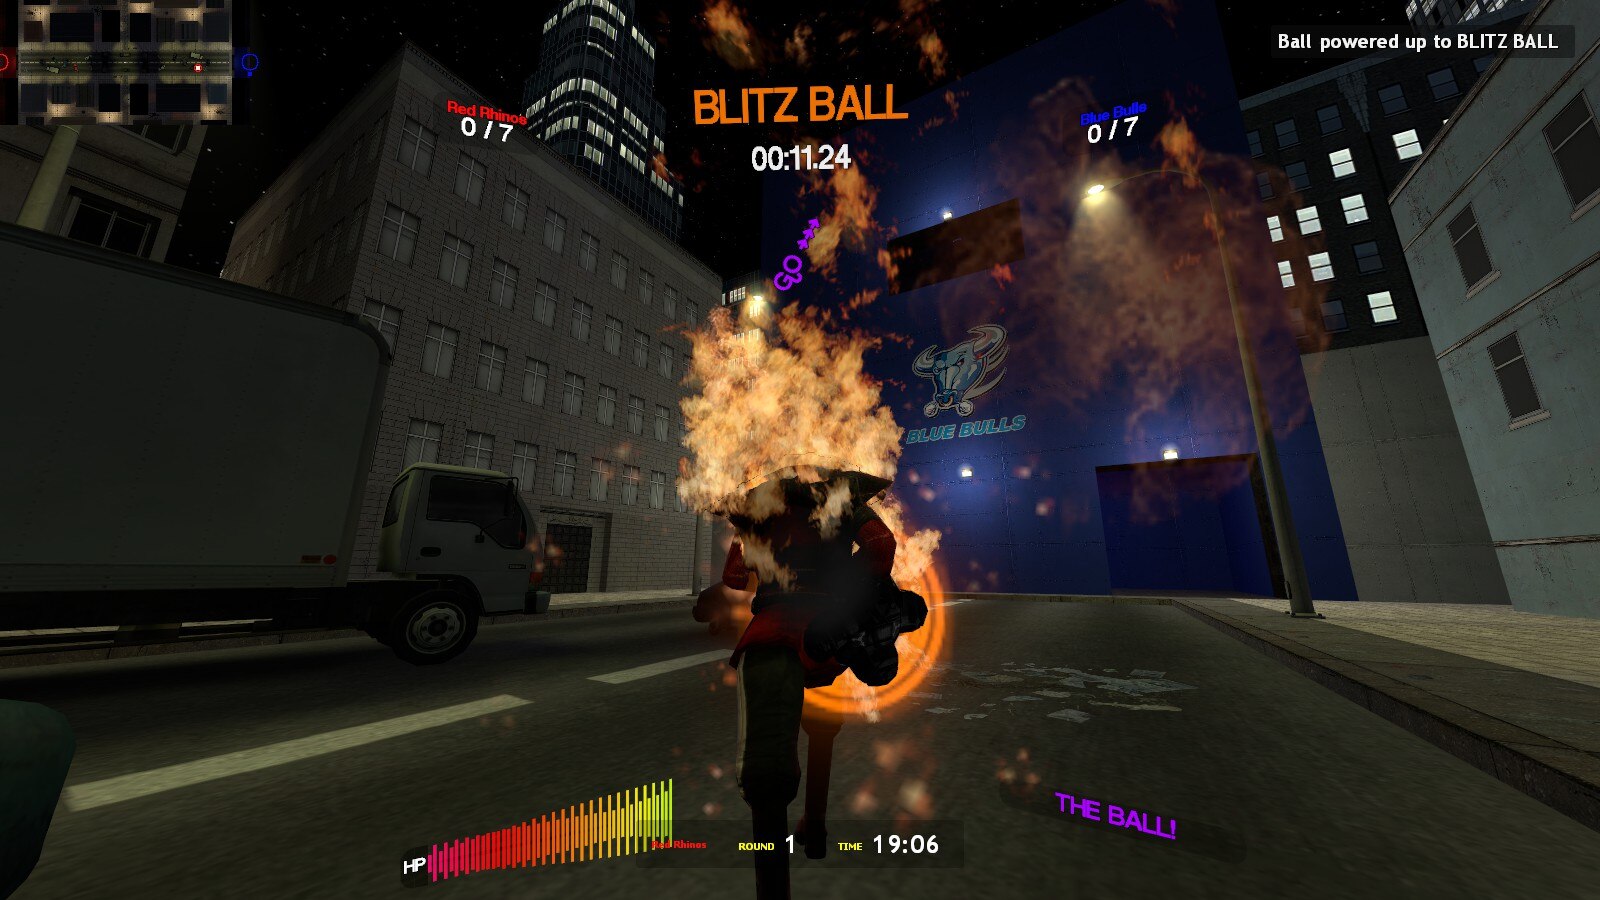 Ball powered up to BLITZ BALL
BLITZ BALL
Red Rhinos
0 / 7
Blue Bulls
0 / 7
00:11.24
GO
BLUE BULLS
THE BALL!
HP
Red Rhinos
ROUND 1 TIME 19:06